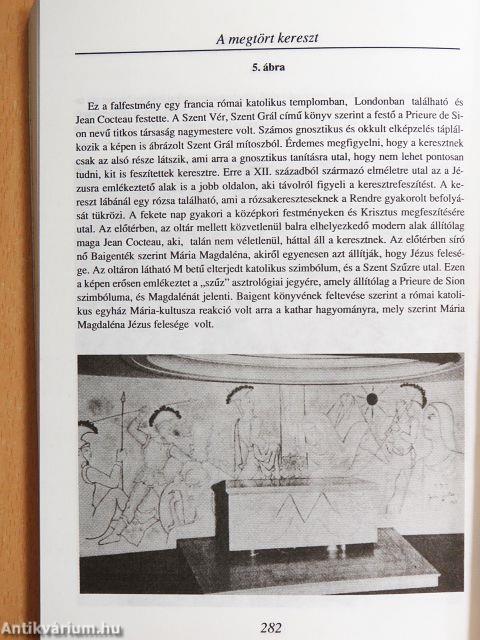 A megtört kereszt
5. ábra
Ez a falfestmény egy francia római katolikus templomban, Londonban található és
Jean Cocteau festette. A Szent Vér, Szent Grál című könyv szerint a festő a Prieure de Si-
on nevű titkos társaság nagymestere volt. Számos gnosztikus és okkult elképzelés táplál-
kozik a képen is ábrázolt Szent Grál mítoszból. Érdemes megfigyelni, hogy a keresztnek
csak az alsó része látszik, ami arra a gnosztikus tanításra utal, hogy nem lehet pontosan
tudni, kit is feszítettek keresztre. Erre a XII. századból származó elméletre utal az a Jé-
zusra emlékeztető alak is a jobb oldalon, aki távolról figyeli a keresztrefeszítést. A ke-
reszt lábánál egy rózsa található, ami a rózsakereszteseknek a Rendre gyakorolt befolyá-
sát tükrözi. A fekete nap gyakori a középkori festményeken és Krisztus megfeszítésére
utal. Az előtérben, az oltár mellett közvetlenül balra elhelyezkedő modern alak állítólag
maga Jean Cocteau, aki, talán nem véletlenül, háttal áll a keresztnek. Az előtérben síró
nő Baigenték szerint Mária Magdaléna, akiről egyenesen azt állítják, hogy Jézus felesé-
ge. Az oltáron látható M betű elterjedt katolikus szimbólum, és a Szent Szűzre utal. Ezen
a képen erősen emlékeztet a „szűz” asztrológiai jegyére, amely állítólag a Prieure de Sion
szimbóluma, és Magdalénát jelenti. Baigent könyvének feltevése szerint a római katoli-
kus egyház Mária-kultusza reakció volt arra a kathar hagyományra, mely szerint Mária
Magdaléna Jézus felesége volt.
M
282
Antikvárium.hu